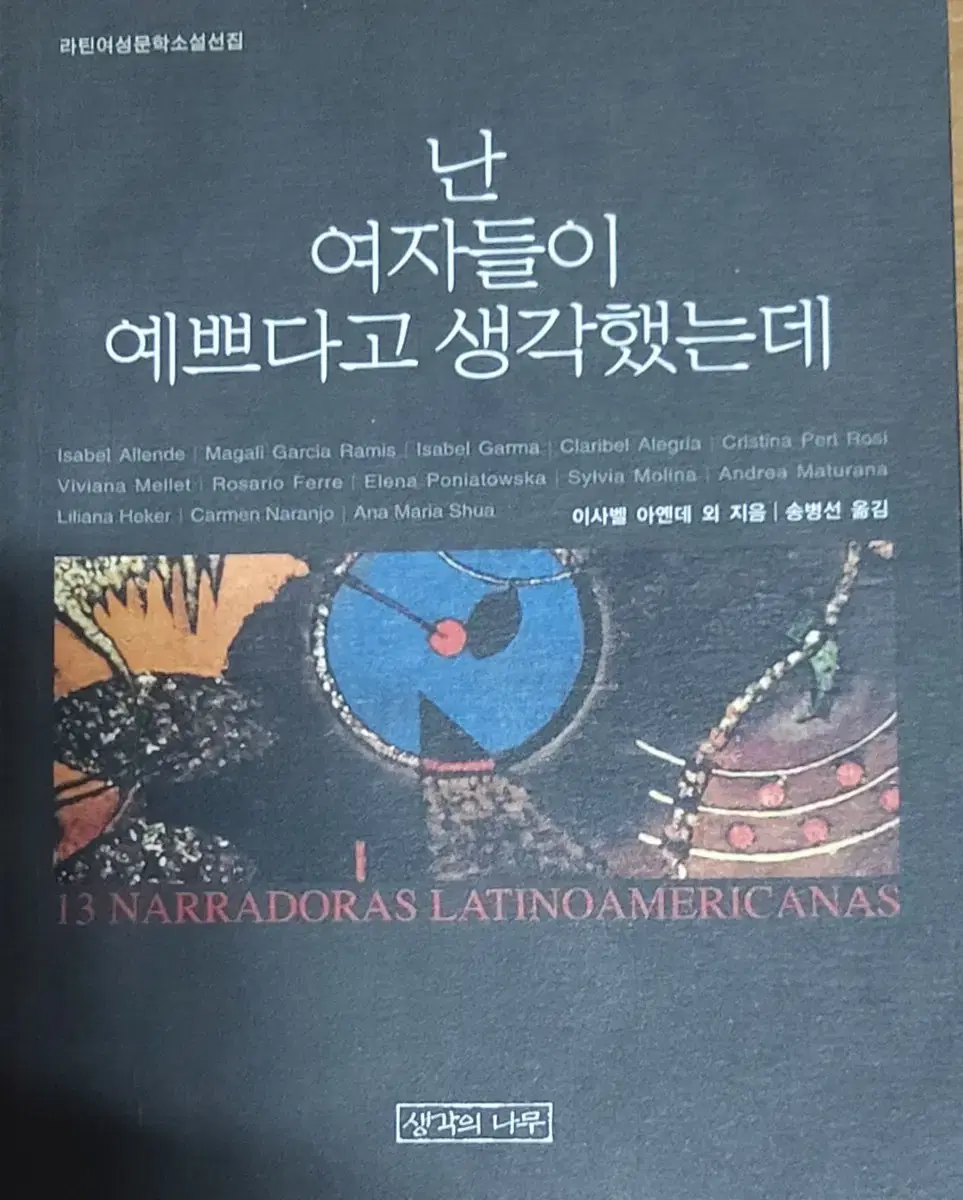 라틴여성문학소설선집
난
여자들이
예쁘다고 생각했는데
Isabel Allende | Magali Garcia Ramis | Isabel Garma | Claribel Alegria | Cristina Peri Rosi
Viviana Mellet | Rosario Ferre | Elena Poniatowska | Sylvia Molina | Andrea Maturana
Liliana Heker | Carmen Naranjo | Ana Maria Shua 이사벨 아옌데 외 지음 | 송병선 옮김
13 NARRADORAS LATINOAMERICANAS
생각의 나무